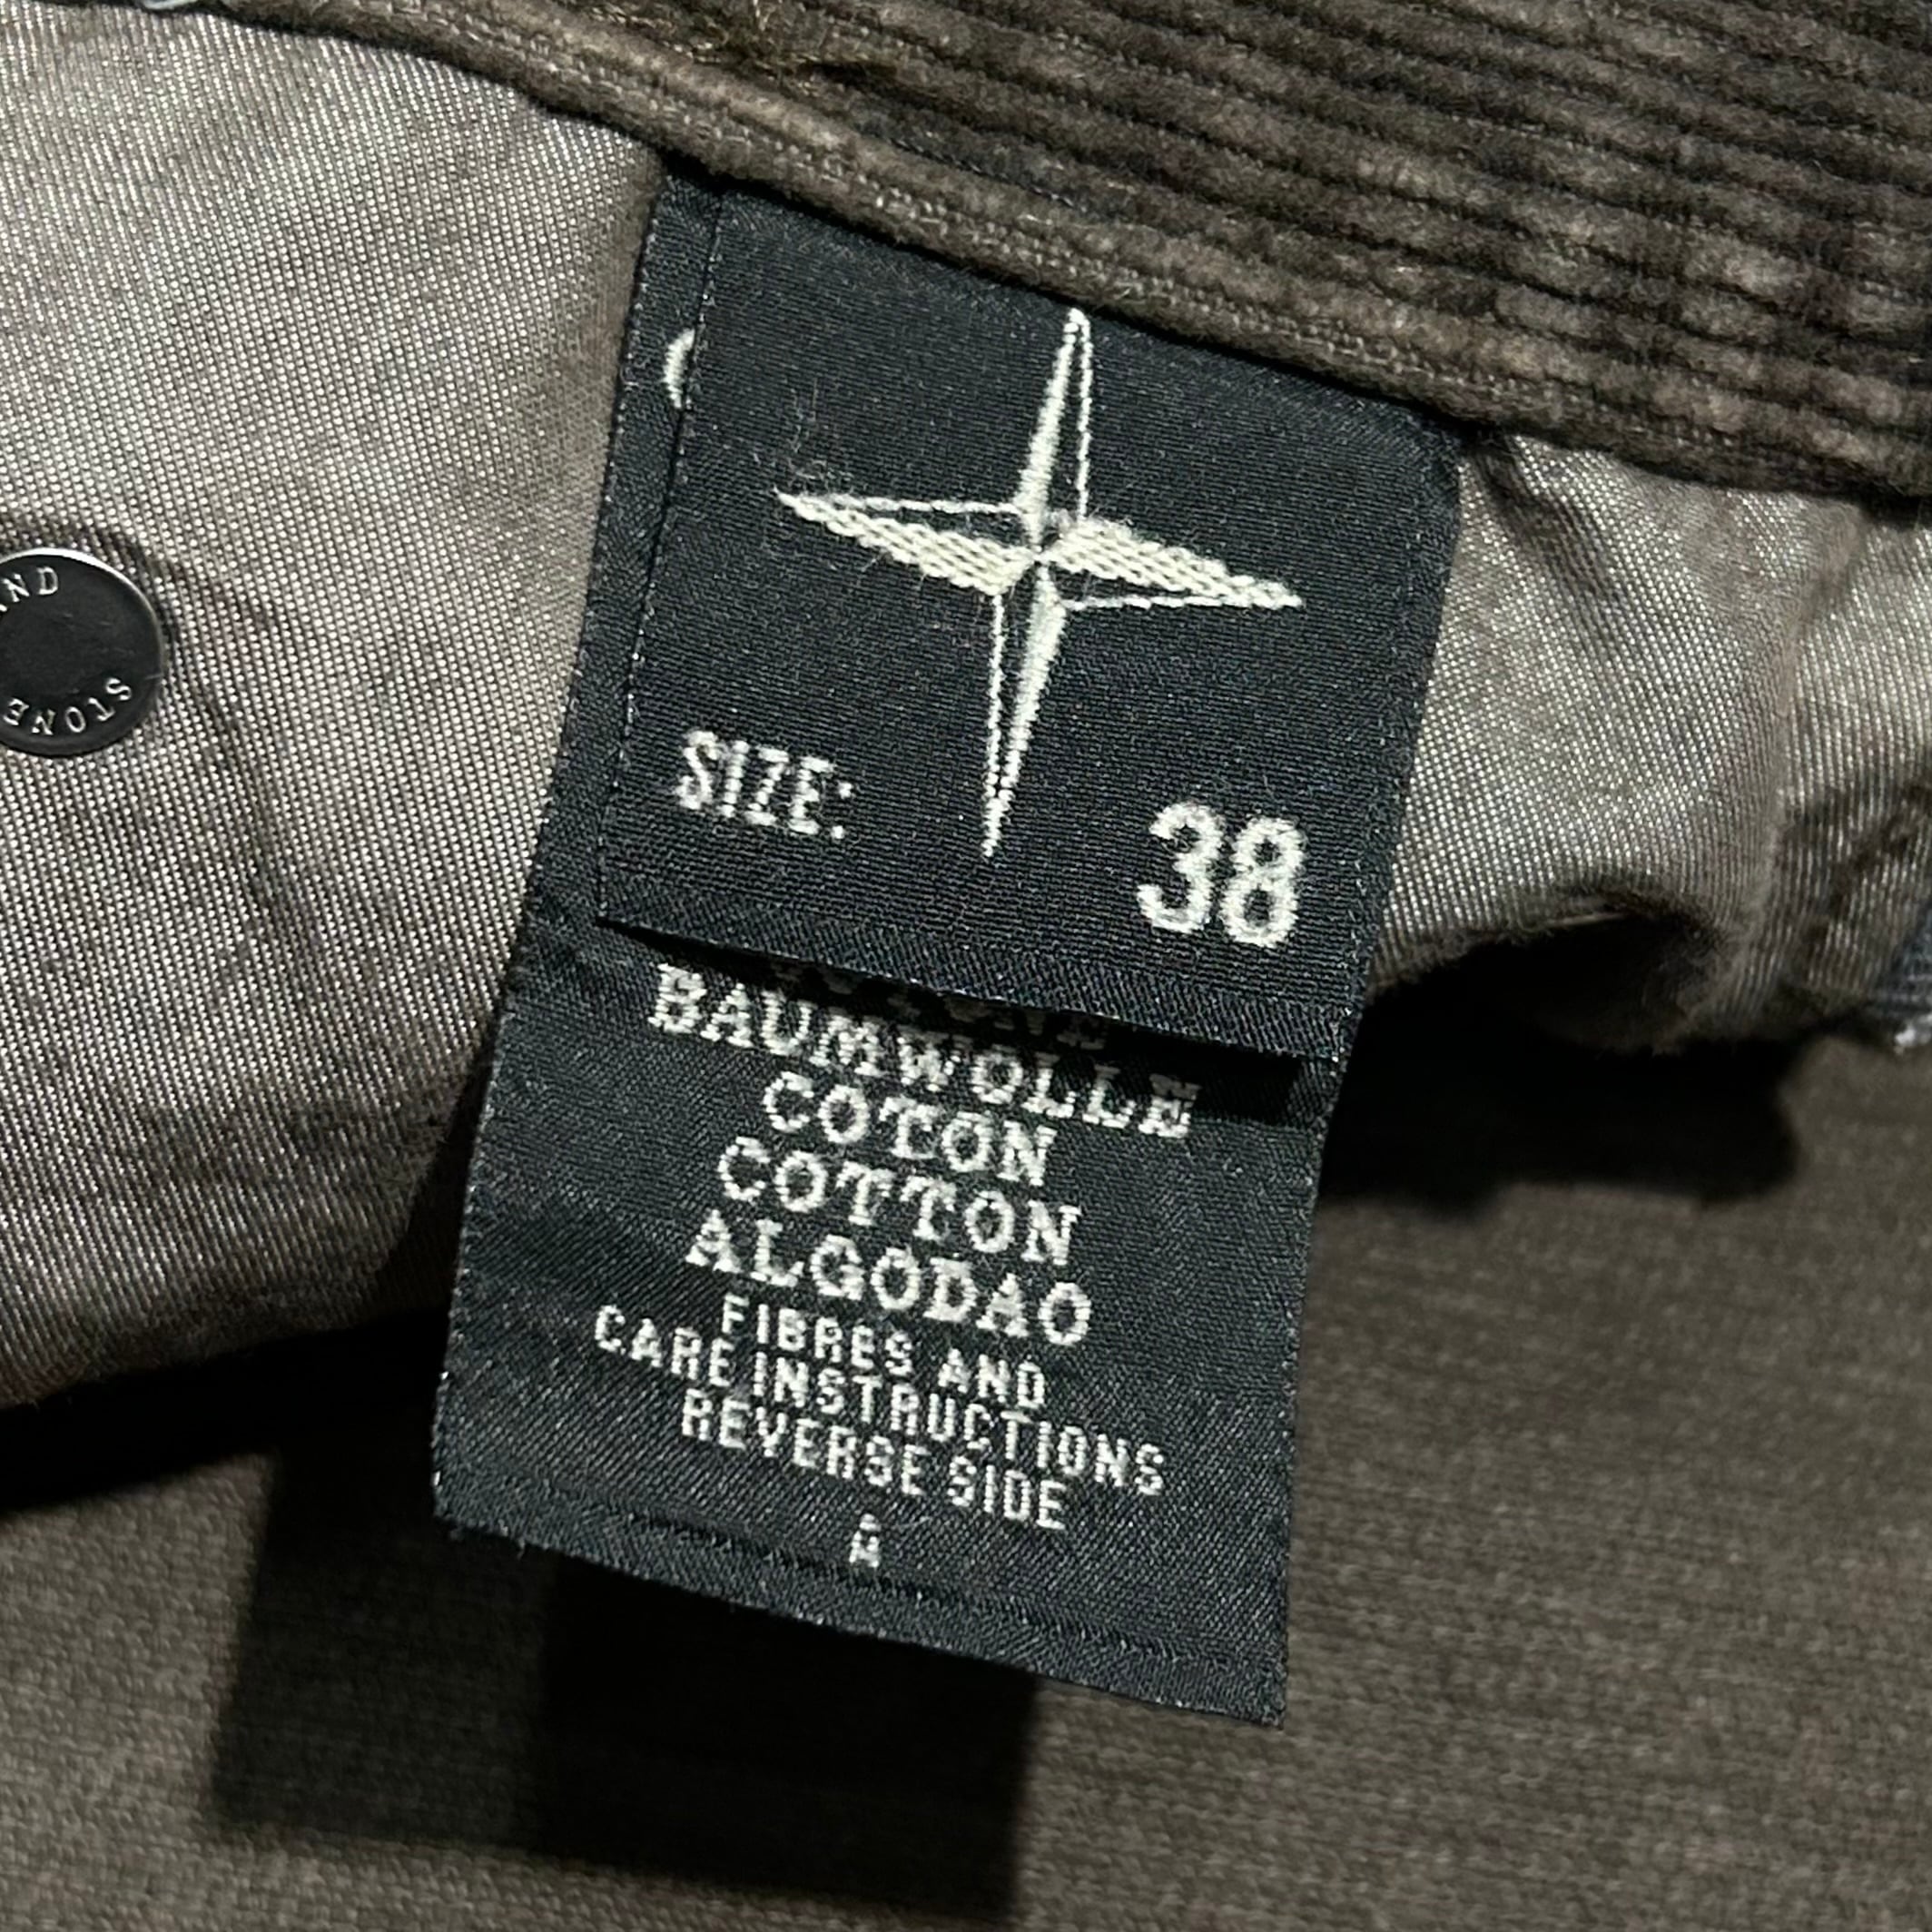 SIZE: 38
BAUMWOLLE
COTON
COTTON
ALGODAO
FIBRES AND
CARE INSTRUCTIONS
REVERSE SIDE
STONE